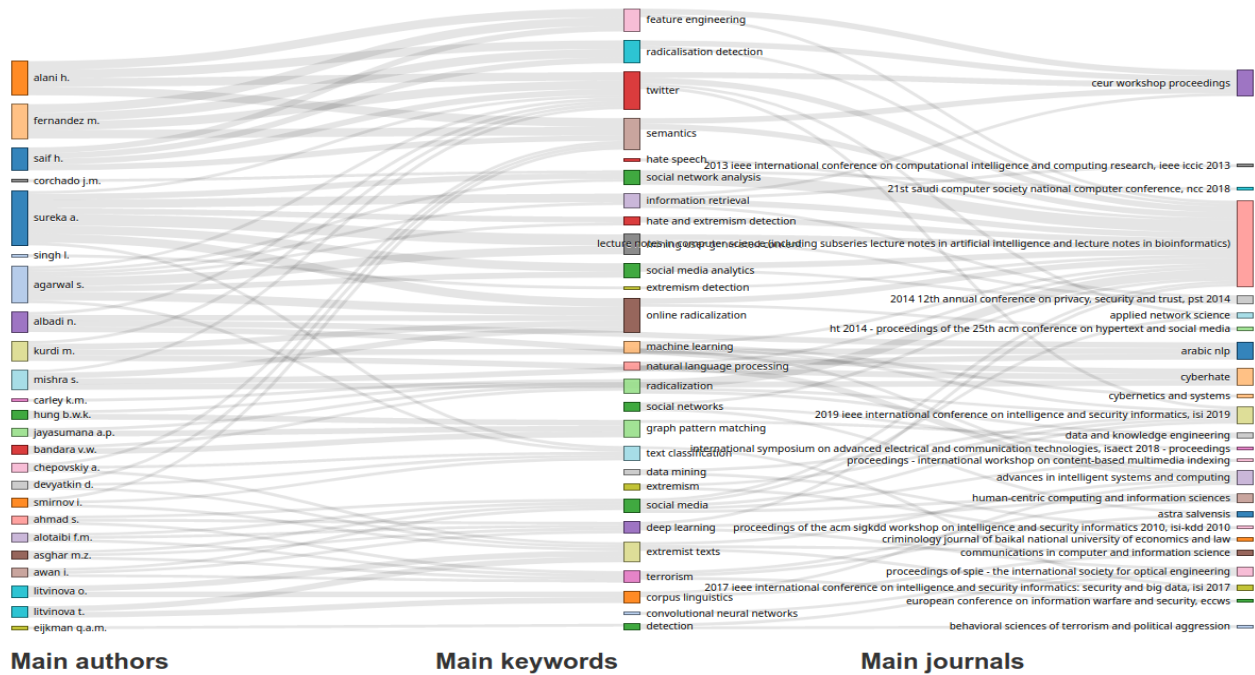 alani h.
fernandez m.
saif h.
corchado j.m.
sureka a.
singh l.
agarwal s.
albadi n.
kurdi m.
mishra s.
carley k.m.
hung b.w.k.
jayasumana a.p.
bandara v.w.
chepovskiy a.
devyatkin d.
smirnov i.
ahmad s.
alotaibi f.m.
asghar m.z.
awan i.
litvinova o.
litvinova t.
eijkman q.a.m.
feature engineering
radicalisation detection
twitter
semantics
hate speech
social network analysis
information retrieval
hate and extremism detection
social media analytics
extremism detection
online radicalization
machine learning
natural language processing
radicalization
social networks
graph pattern matching
text classification
data mining
extremism
social media
deep learning
extremist texts
terrorism
corpus linguistics
convolutional neural networks
detection
ceur workshop proceedings
2013 ieee international conference on computational intelligence and computing research, ieee iccic 2013
21st saudi computer society national computer conference, ncc 2018
lecture notes in computer science (including subseries lecture notes in artificial intelligence and lecture notes in bioinformatics)
2014 12th annual conference on privacy, security and trust, pst 2014
applied network science
ht 2014 - proceedings of the 25th acm conference on hypertext and social media
arabic nlp
cyberhate
cybernetics and systems
2019 ieee international conference on intelligence and security informatics, isi 2019
data and knowledge engineering
international symposium on advanced electrical and communication technologies, isaect 2018 - proceedings
proceedings - international workshop on content-based multimedia indexing
advances in intelligent systems and computing
human-centric computing and information sciences
astra salvensis
proceedings of the acm sigkdd workshop on intelligence and security informatics 2010, isi-kdd 2010
criminology journal of baikal national university of economics and law
communications in computer and information science
proceedings of spie - the international society for optical engineering
2017 ieee international conference on intelligence and security informatics: security and big data, isi 2017
european conference on information warfare and security, eccws
behavioral sciences of terrorism and political aggression
Main authors
Main keywords
Main journals